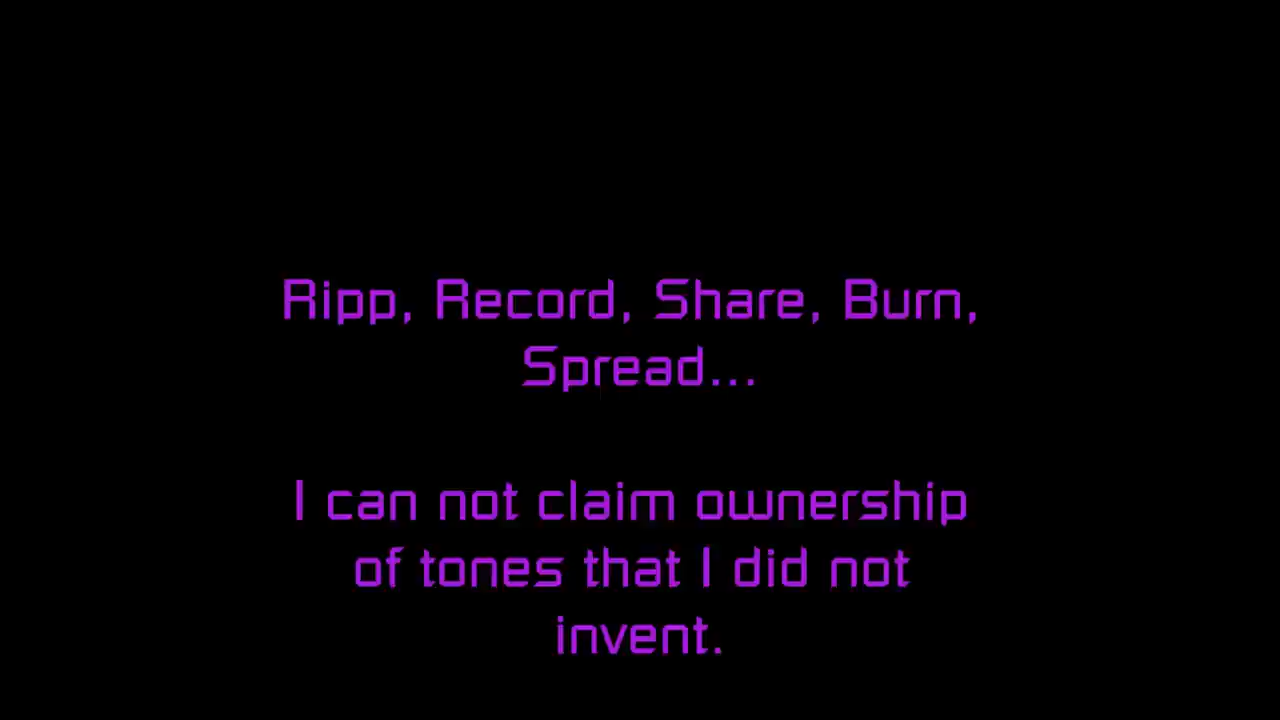 Ripp, Record, Share, Burn,
Spread...
I can not claim ownership
of tones that I did not
invent.